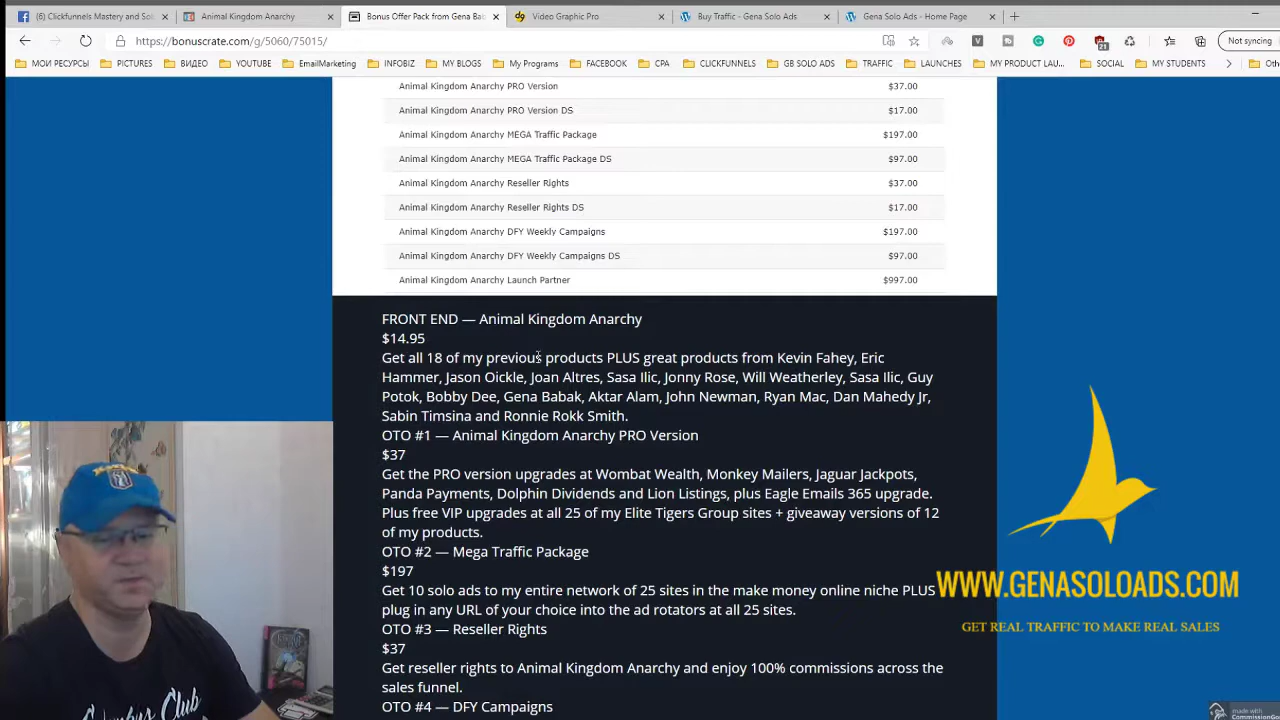 (6) Clickfunnels Mastery and Sol
Animal Kingdom Anarchy
Bonus Offer Pack from Gena Bab
Video Graphic Pro
Buy Traffic - Gena Solo Ads
Gena Solo Ads - Home Page
https://bonuscrate.com/g/5060/75015/
21
Not syncing
МОИ РЕСУРСЫ
PICTURES
ВИДЕО
YOUTUBE
EmailMarketing
INFOBIZ
MY BLOGS
My Programs
FACEBOOK
CPA
CLICKFUNNELS
GB SOLO ADS
TRAFFIC
LAUNCHES
MY PRODUCT LAU...
SOCIAL
MY STUDENTS
Animal Kingdom Anarchy PRO Version $37.00
Animal Kingdom Anarchy PRO Version DS $17.00
Animal Kingdom Anarchy MEGA Traffic Package $197.00
Animal Kingdom Anarchy MEGA Traffic Package DS $97.00
Animal Kingdom Anarchy Reseller Rights $37.00
Animal Kingdom Anarchy Reseller Rights DS $17.00
Animal Kingdom Anarchy DFY Weekly Campaigns $197.00
Animal Kingdom Anarchy DFY Weekly Campaigns DS $97.00
Animal Kingdom Anarchy Launch Partner $997.00
FRONT END — Animal Kingdom Anarchy
$14.95
Get all 18 of my previous products PLUS great products from Kevin Fahey, Eric
Hammer, Jason Oickle, Joan Altres, Sasa Ilic, Jonny Rose, Will Weatherley, Sasa Ilic, Guy
Potok, Bobby Dee, Gena Babak, Aktar Alam, John Newman, Ryan Mac, Dan Mahedy Jr,
Sabin Timsina and Ronnie Rokk Smith.
OTO #1 — Animal Kingdom Anarchy PRO Version
$37
Get the PRO version upgrades at Wombat Wealth, Monkey Mailers, Jaguar Jackpots,
Panda Payments, Dolphin Dividends and Lion Listings, plus Eagle Emails 365 upgrade.
Plus free VIP upgrades at all 25 of my Elite Tigers Group sites + giveaway versions of 12
of my products.
OTO #2 — Mega Traffic Package
$197
Get 10 solo ads to my entire network of 25 sites in the make money online niche PLUS
plug in any URL of your choice into the ad rotators at all 25 sites.
OTO #3 — Reseller Rights
$37
Get reseller rights to Animal Kingdom Anarchy and enjoy 100% commissions across the
sales funnel.
OTO #4 — DFY Campaigns
WWW.GENASOLOADS.COM
GET REAL TRAFFIC TO MAKE REAL SALES
Columbus Club
made with